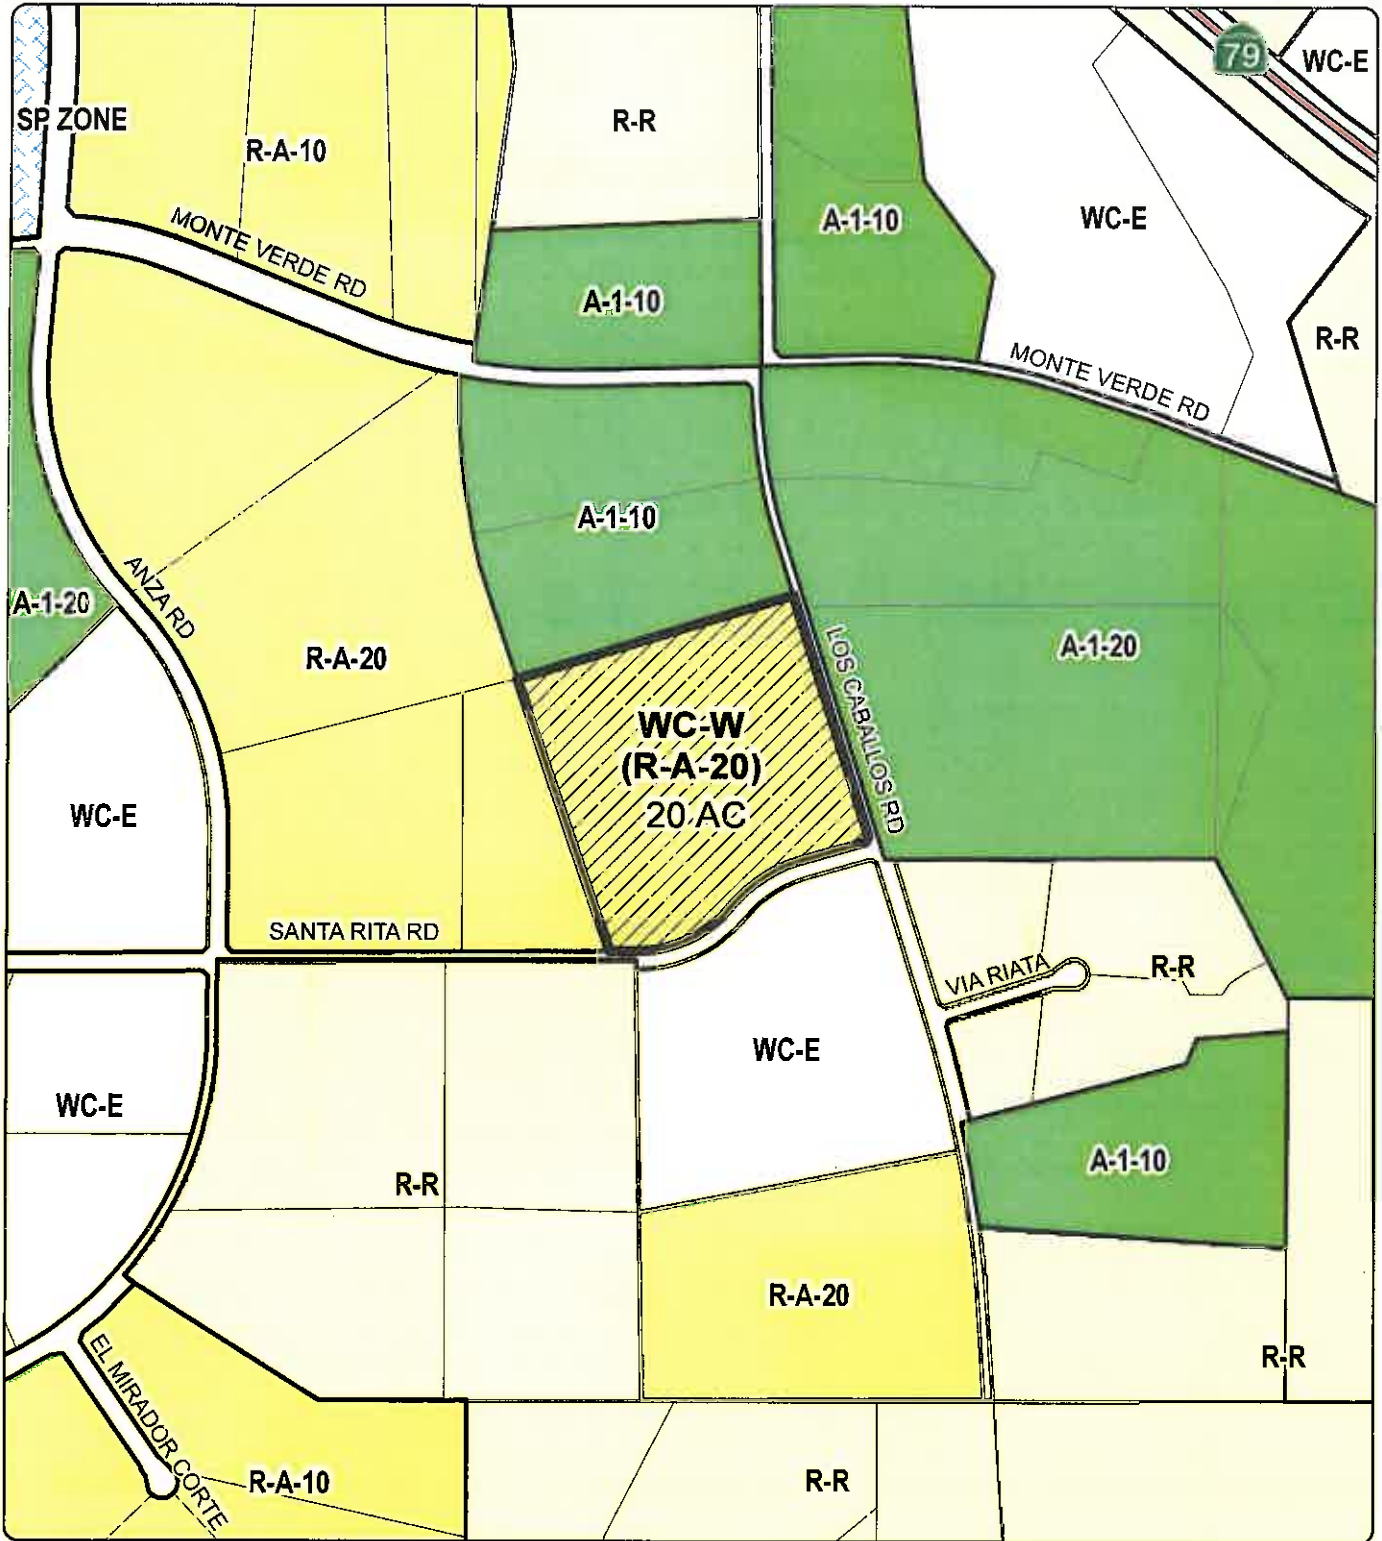 79
WC-E
SP ZONE
R-A-10
R-R
A-1-10
WC-E
MONTE VERDE RD
A-1-10
R-R
MONTE VERDE RD
A-1-10
ANZA RD
A-1-20
R-A-20
LOS CABALLOS RD
A-1-20
WC-W
(R-A-20)
20 AC
WC-E
SANTA RITA RD
VIA RIATA
R-R
WC-E
WC-E
R-R
A-1-10
R-A-20
R-R
EL MIRADOR CORTE
R-A-10
R-R